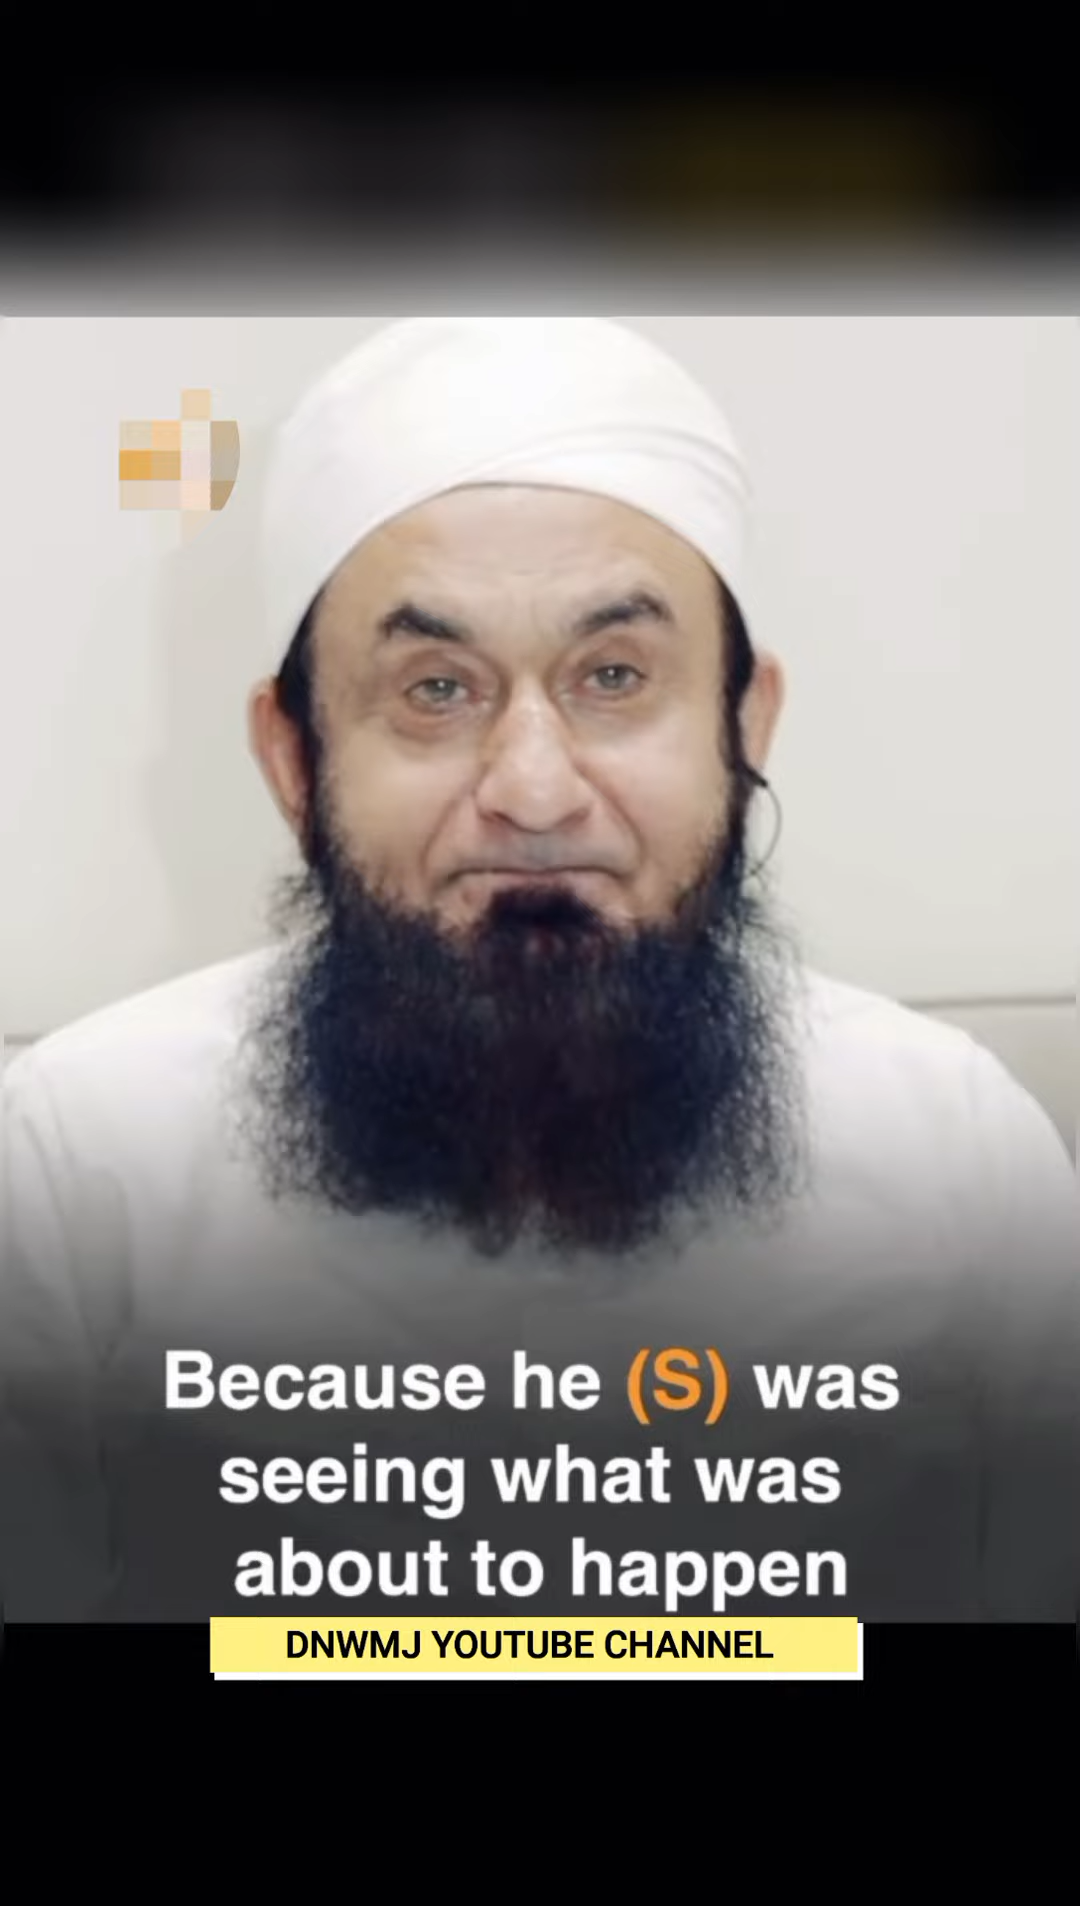 Because he (S) was
seeing what was
about to happen
DNWMJ YOUTUBE CHANNEL